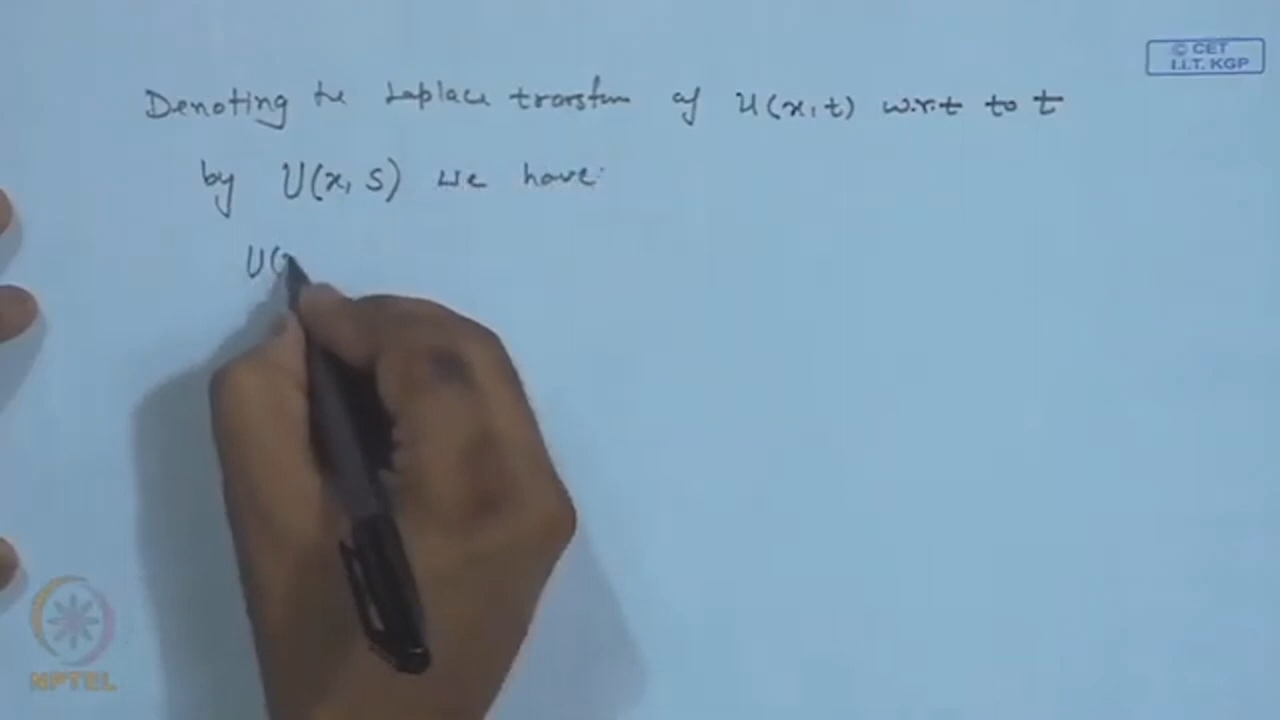 © CET
I.I.T. KGP
Denoting the Laplace transform of u(x,t) w.r.t to t
by U(x, s) we have:
U(
NPTEL